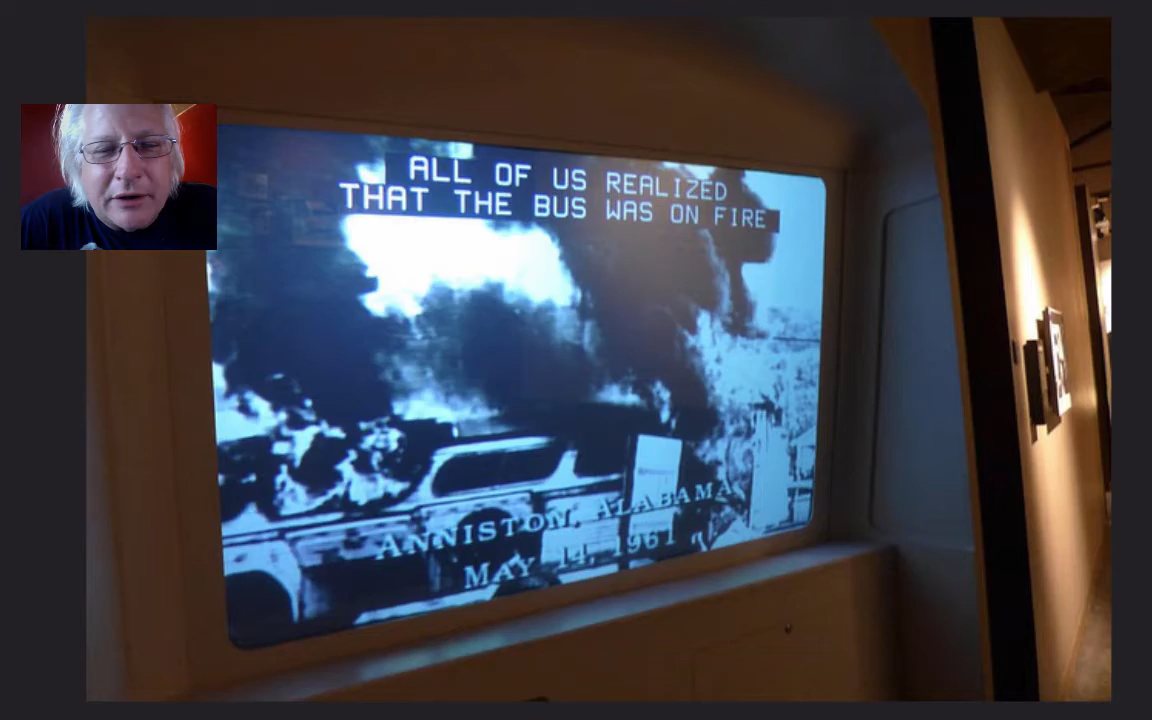 ALL OF US REALIZED
THAT THE BUS WAS ON FIRE
ANNISTON, ALABAMA
MAY 14, 1961